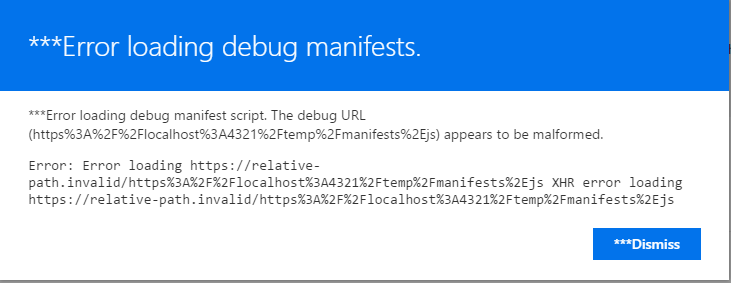 ***Error loading debug manifests.
***Error loading debug manifest script. The debug URL
(https%3A%2F%2Flocalhost%3A4321%2Ftemp%2Fmanifests%2Ejs) appears to be malformed.
Error: Error loading https://relative-
path.invalid/https%3A%2F%2Flocalhost%3A4321%2Ftemp%2Fmanifests%2Ejs XHR error loading
https://relative-path.invalid/https%3A%2F%2Flocalhost%3A4321%2Ftemp%2Fmanifests%2Ejs
***Dismiss